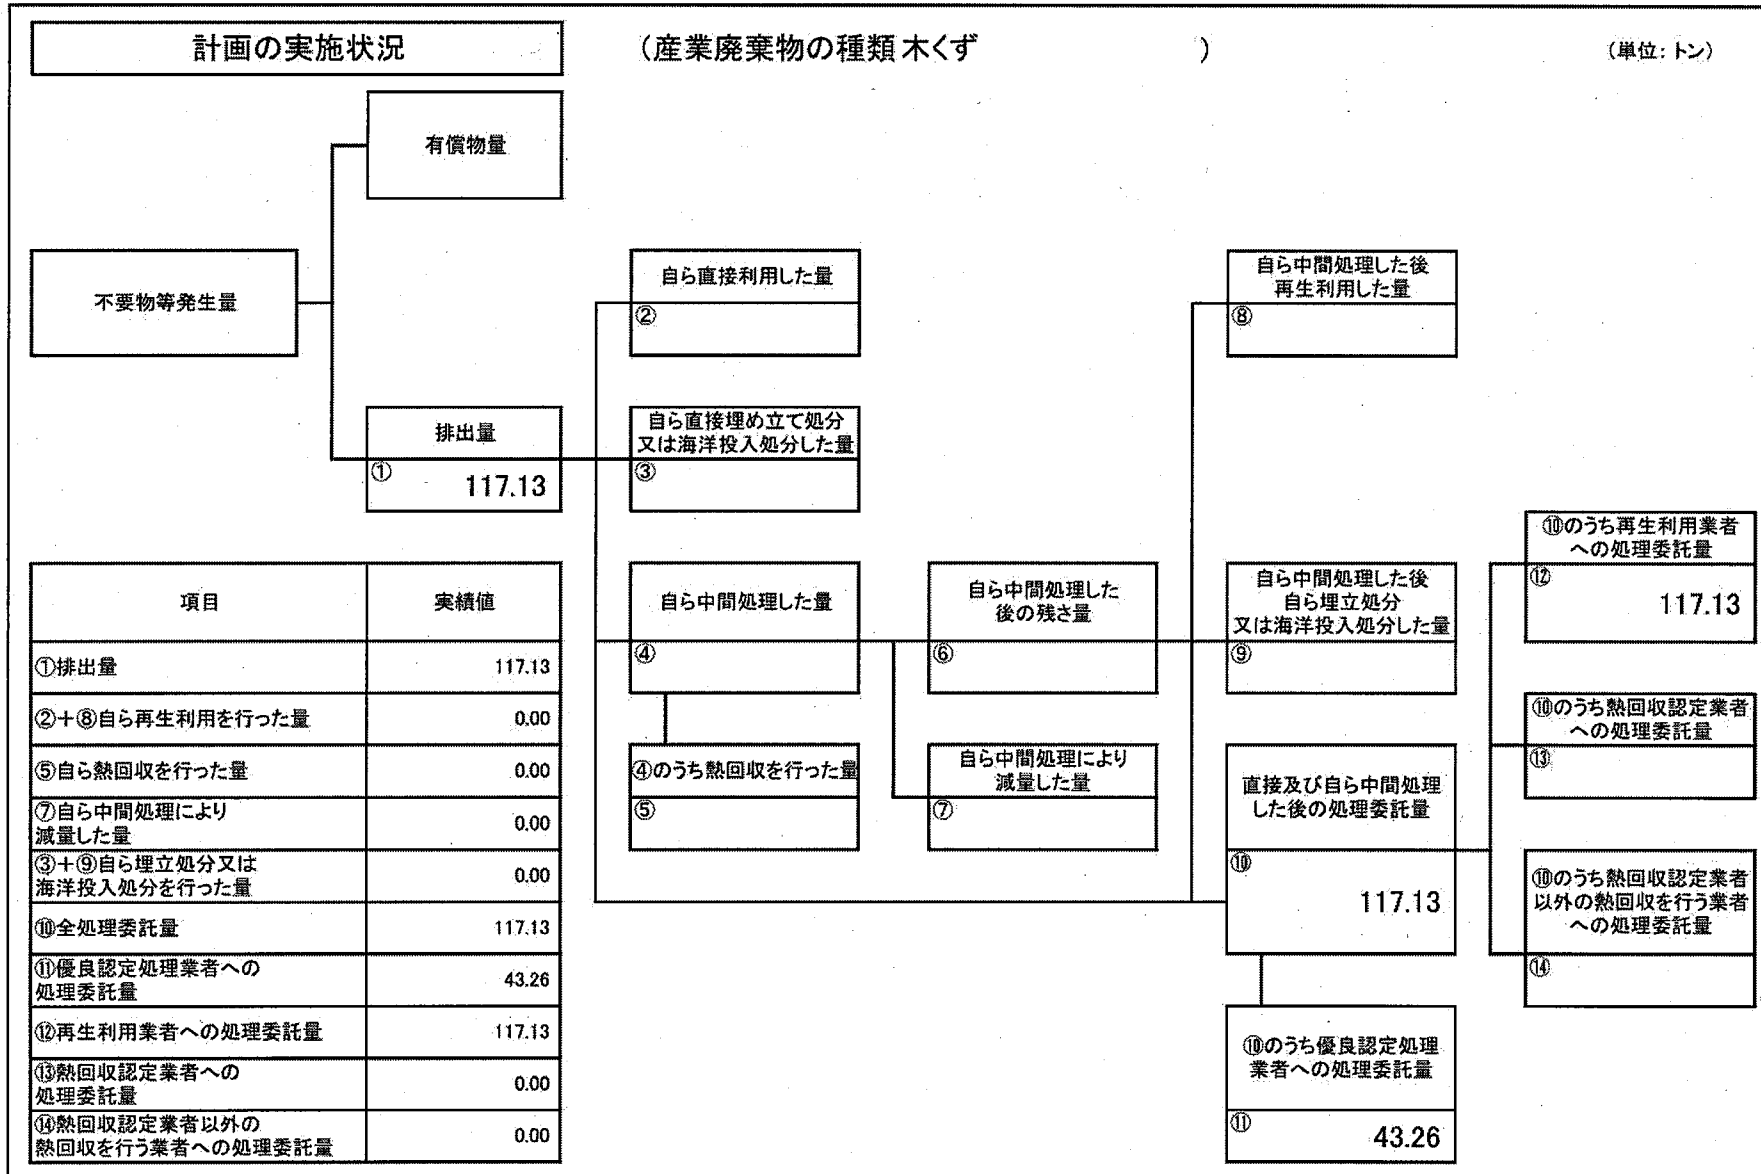 計画の実施状況
(産業廃棄物の種類 木くず )
(単位:トン)
有償物量
不要物等発生量
自ら直接利用した量
②
自ら中間処理した後
再生利用した量
⑧
排出量
① 117.13
自ら直接埋め立て処分
又は海洋投入処分した量
③
⑩のうち再生利用業者
への処理委託量
⑫
117.13
自ら中間処理した量
④
自ら中間処理した
後の残さ量
⑥
自ら中間処理した後
自ら埋立処分
又は海洋投入処分した量
⑨
⑩のうち熱回収認定業者
への処理委託量
⑬
④のうち熱回収を行った量
⑤
自ら中間処理により
減量した量
⑦
直接及び自ら中間処理
した後の処理委託量
⑩
117.13
⑩のうち熱回収認定業者
以外の熱回収を行う業者
への処理委託量
⑭
⑩のうち優良認定処理
業者への処理委託量
⑪
43.26
項目 実績値
①排出量 117.13
②+⑧自ら再生利用を行った量 0.00
⑤自ら熱回収を行った量 0.00
⑦自ら中間処理により
減量した量 0.00
③+⑨自ら埋立処分又は
海洋投入処分を行った量 0.00
⑩全処理委託量 117.13
⑪優良認定処理業者への
処理委託量 43.26
⑫再生利用業者への処理委託量 117.13
⑬熱回収認定業者への
処理委託量 0.00
⑭熱回収認定業者以外の
熱回収を行う業者への処理委託量 0.00